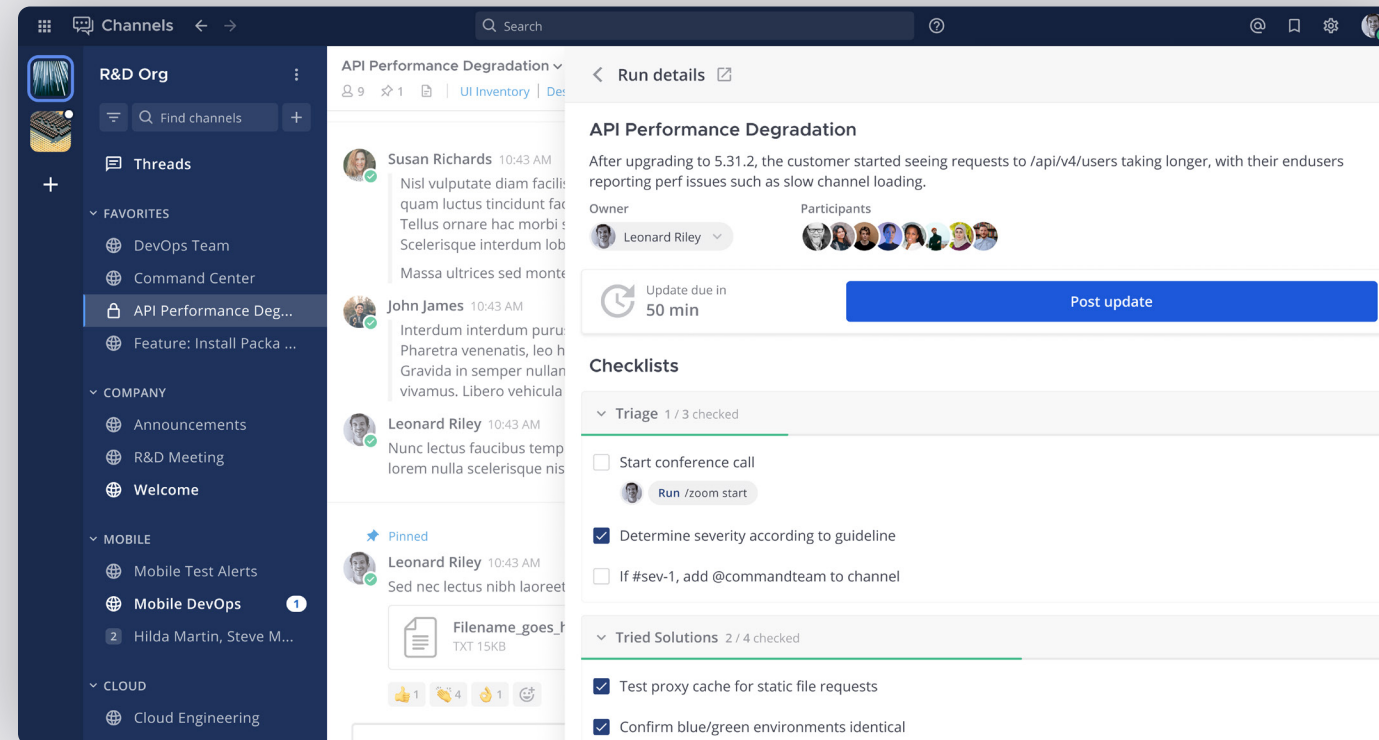 Channels
Search
R&D Org
Find channels
Threads
FAVORITES
DevOps Team
Command Center
API Performance Deg...
Feature: Install Packa ...
COMPANY
Announcements
R&D Meeting
Welcome
MOBILE
Mobile Test Alerts
Mobile DevOps 1
2 Hilda Martin, Steve M...
CLOUD
Cloud Engineering
API Performance Degradation
9 1 UI Inventory Des
Susan Richards 10:43 AM
Nisl vulputate diam facilis
quam luctus tincidunt fac
Tellus ornare hac morbi s
Scelerisque interdum lob
Massa ultrices sed monte
John James 10:43 AM
Interdum interdum purus
Pharetra venenatis, leo h
Gravida in semper nullam
vivamus. Libero vehicula
Leonard Riley 10:43 AM
Nunc lectus faucibus temp
lorem nulla scelerisque nis
Pinned
Leonard Riley 10:43 AM
Sed nec lectus nibh laoreet
Filename_goes_h
TXT 15KB
1 4 1
Run details
API Performance Degradation
After upgrading to 5.31.2, the customer started seeing requests to /api/v4/users taking longer, with their endusers
reporting perf issues such as slow channel loading.
Owner Participants
Leonard Riley
Update due in
50 min
Post update
Checklists
Triage 1 / 3 checked
Start conference call
Run /zoom start
Determine severity according to guideline
If #sev-1, add @commandteam to channel
Tried Solutions 2 / 4 checked
Test proxy cache for static file requests
Confirm blue/green environments identical